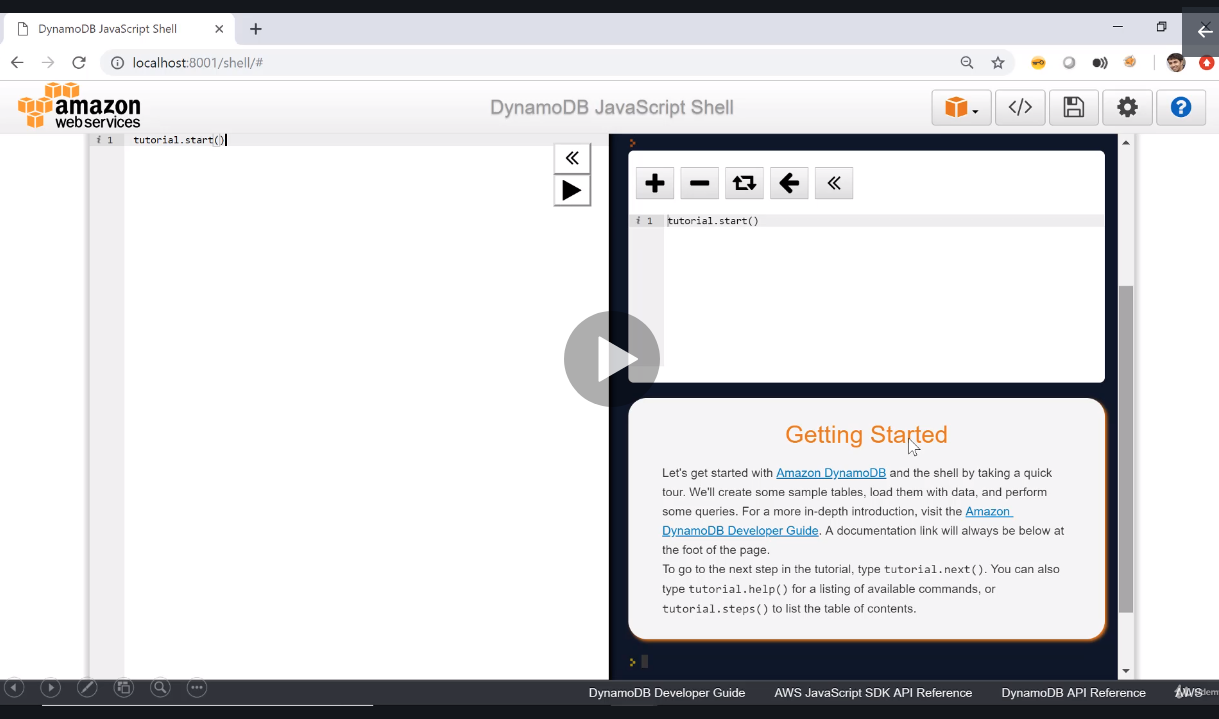 DynamoDB JavaScript Shell
localhost:8001/shell/#
amazon
web services
DynamoDB JavaScript Shell
i 1 tutorial.start()
i 1 tutorial.start()
Getting Started
Let's get started with Amazon DynamoDB and the shell by taking a quick
tour. We'll create some sample tables, load them with data, and perform
some queries. For a more in-depth introduction, visit the Amazon
DynamoDB Developer Guide. A documentation link will always be below at
the foot of the page.
To go to the next step in the tutorial, type tutorial.next(). You can also
type tutorial.help() for a listing of available commands, or
tutorial.steps() to list the table of contents.
DynamoDB Developer Guide AWS JavaScript SDK API Reference DynamoDB API Reference